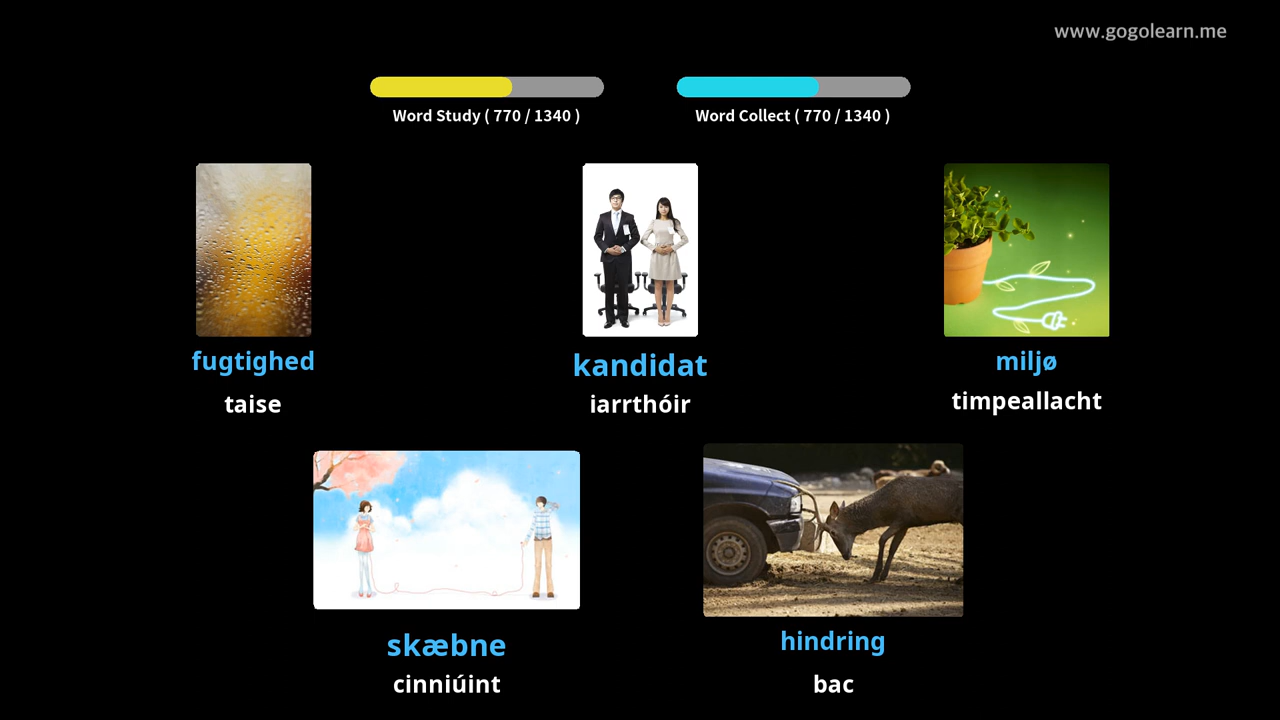 www.gogolearn.me
Word Study ( 770 / 1340 )
Word Collect ( 770 / 1340 )
fugtighed
taise
kandidat
iarrthóir
miljø
timpeallacht
skæbne
cinniúint
hindring
bac